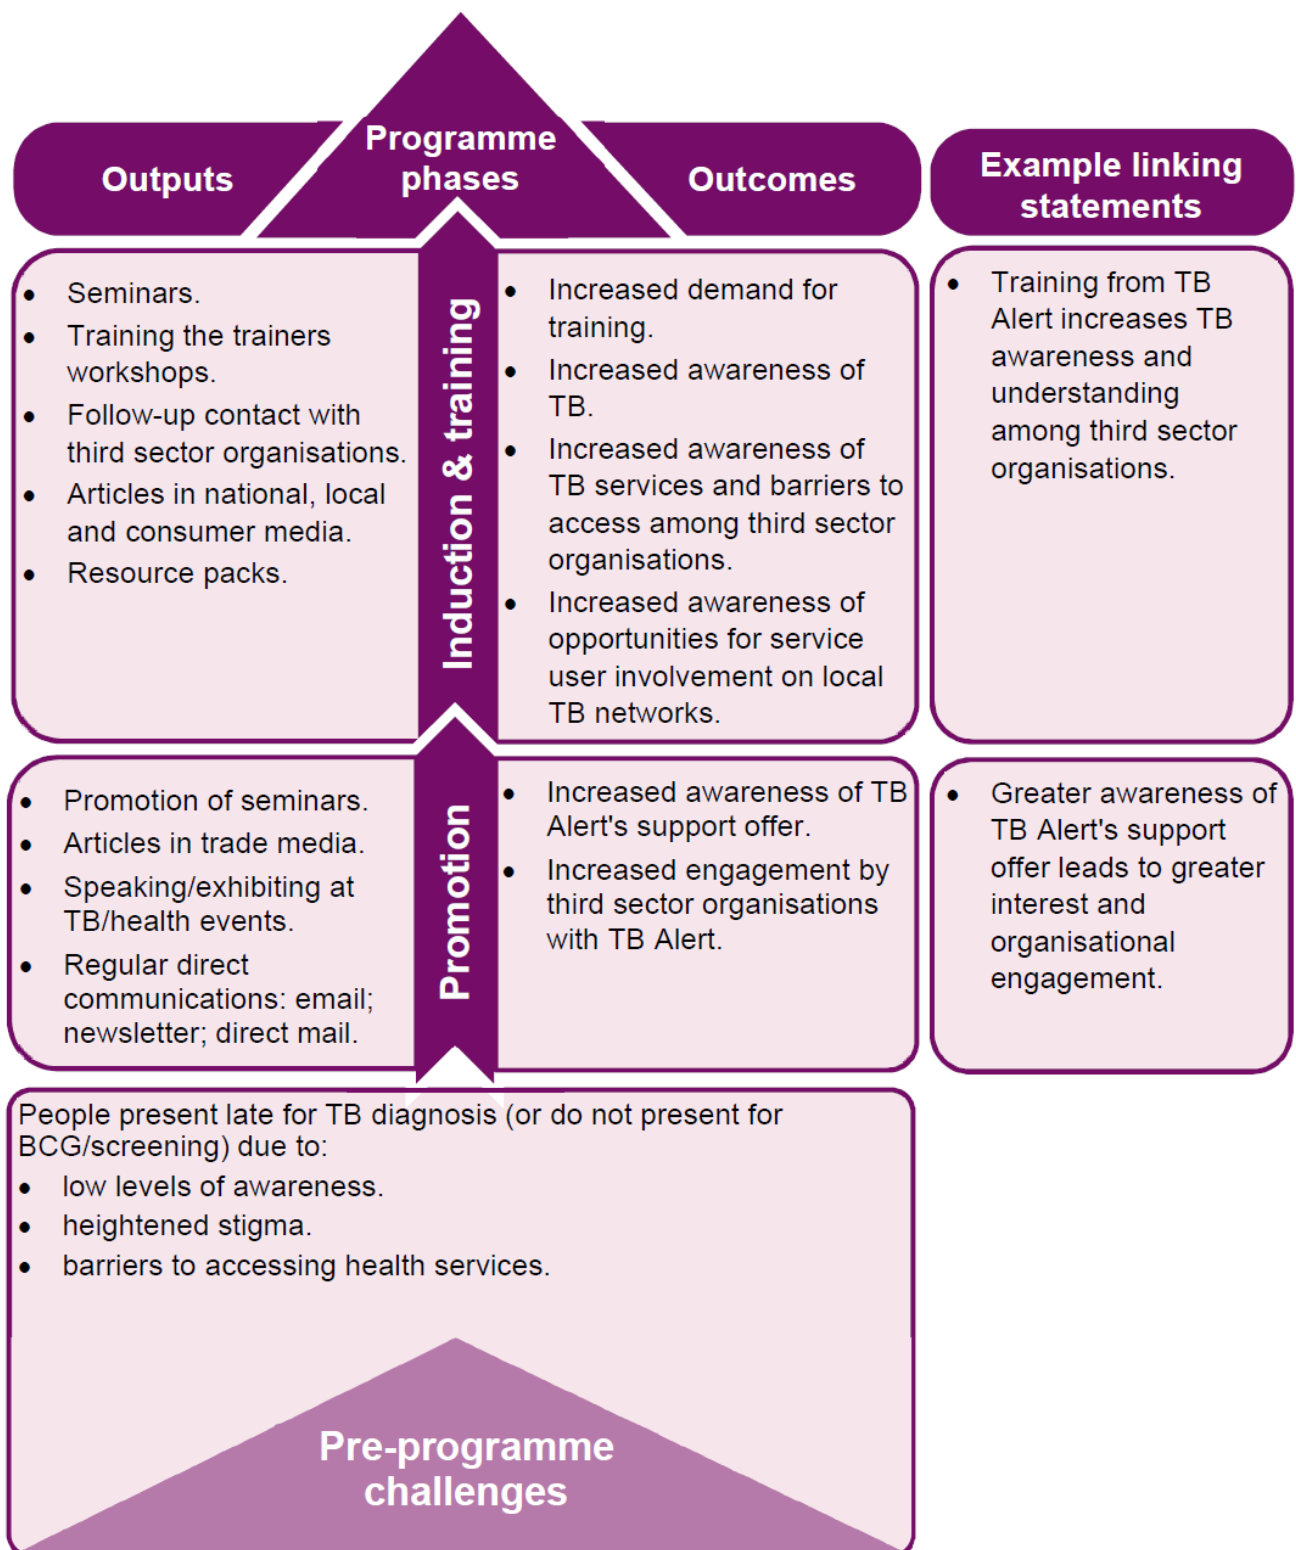 Outputs
Programme
phases
Outcomes
Example linking
statements
• Seminars.
• Training the trainers
workshops.
• Follow-up contact with
third sector organisations.
• Articles in national, local
and consumer media.
• Resource packs.
Induction & training
• Increased demand for
training.
• Increased awareness of
TB.
• Increased awareness of
TB services and barriers to
access among third sector
organisations.
• Increased awareness of
opportunities for service
user involvement on local
TB networks.
• Training from TB
Alert increases TB
awareness and
understanding
among third sector
organisations.
• Promotion of seminars.
• Articles in trade media.
• Speaking/exhibiting at
TB/health events.
• Regular direct
communications: email;
newsletter; direct mail.
Promotion
• Increased awareness of TB
Alert's support offer.
• Increased engagement by
third sector organisations
with TB Alert.
• Greater awareness of
TB Alert's support
offer leads to greater
interest and
organisational
engagement.
People present late for TB diagnosis (or do not present for
BCG/screening) due to:
• low levels of awareness.
• heightened stigma.
• barriers to accessing health services.
Pre-programme
challenges